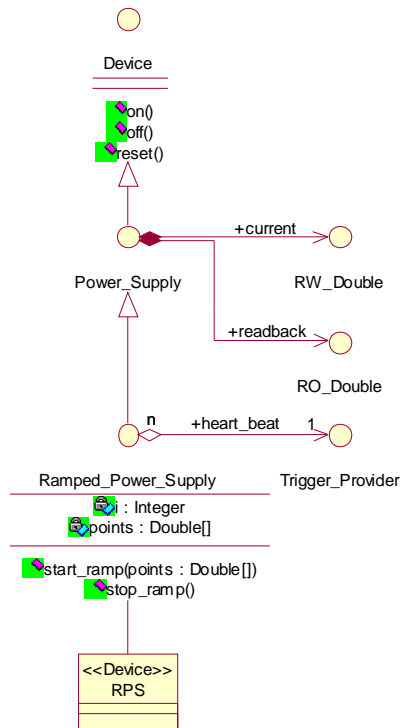 Device
on()
off()
reset()
+current
Power_Supply
RW_Double
+readback
RO_Double
n
+heart_beat
1
Ramped_Power_Supply
Trigger_Provider
i : Integer
points : Double[]
start_ramp(points : Double[])
stop_ramp()
<<Device>>
RPS